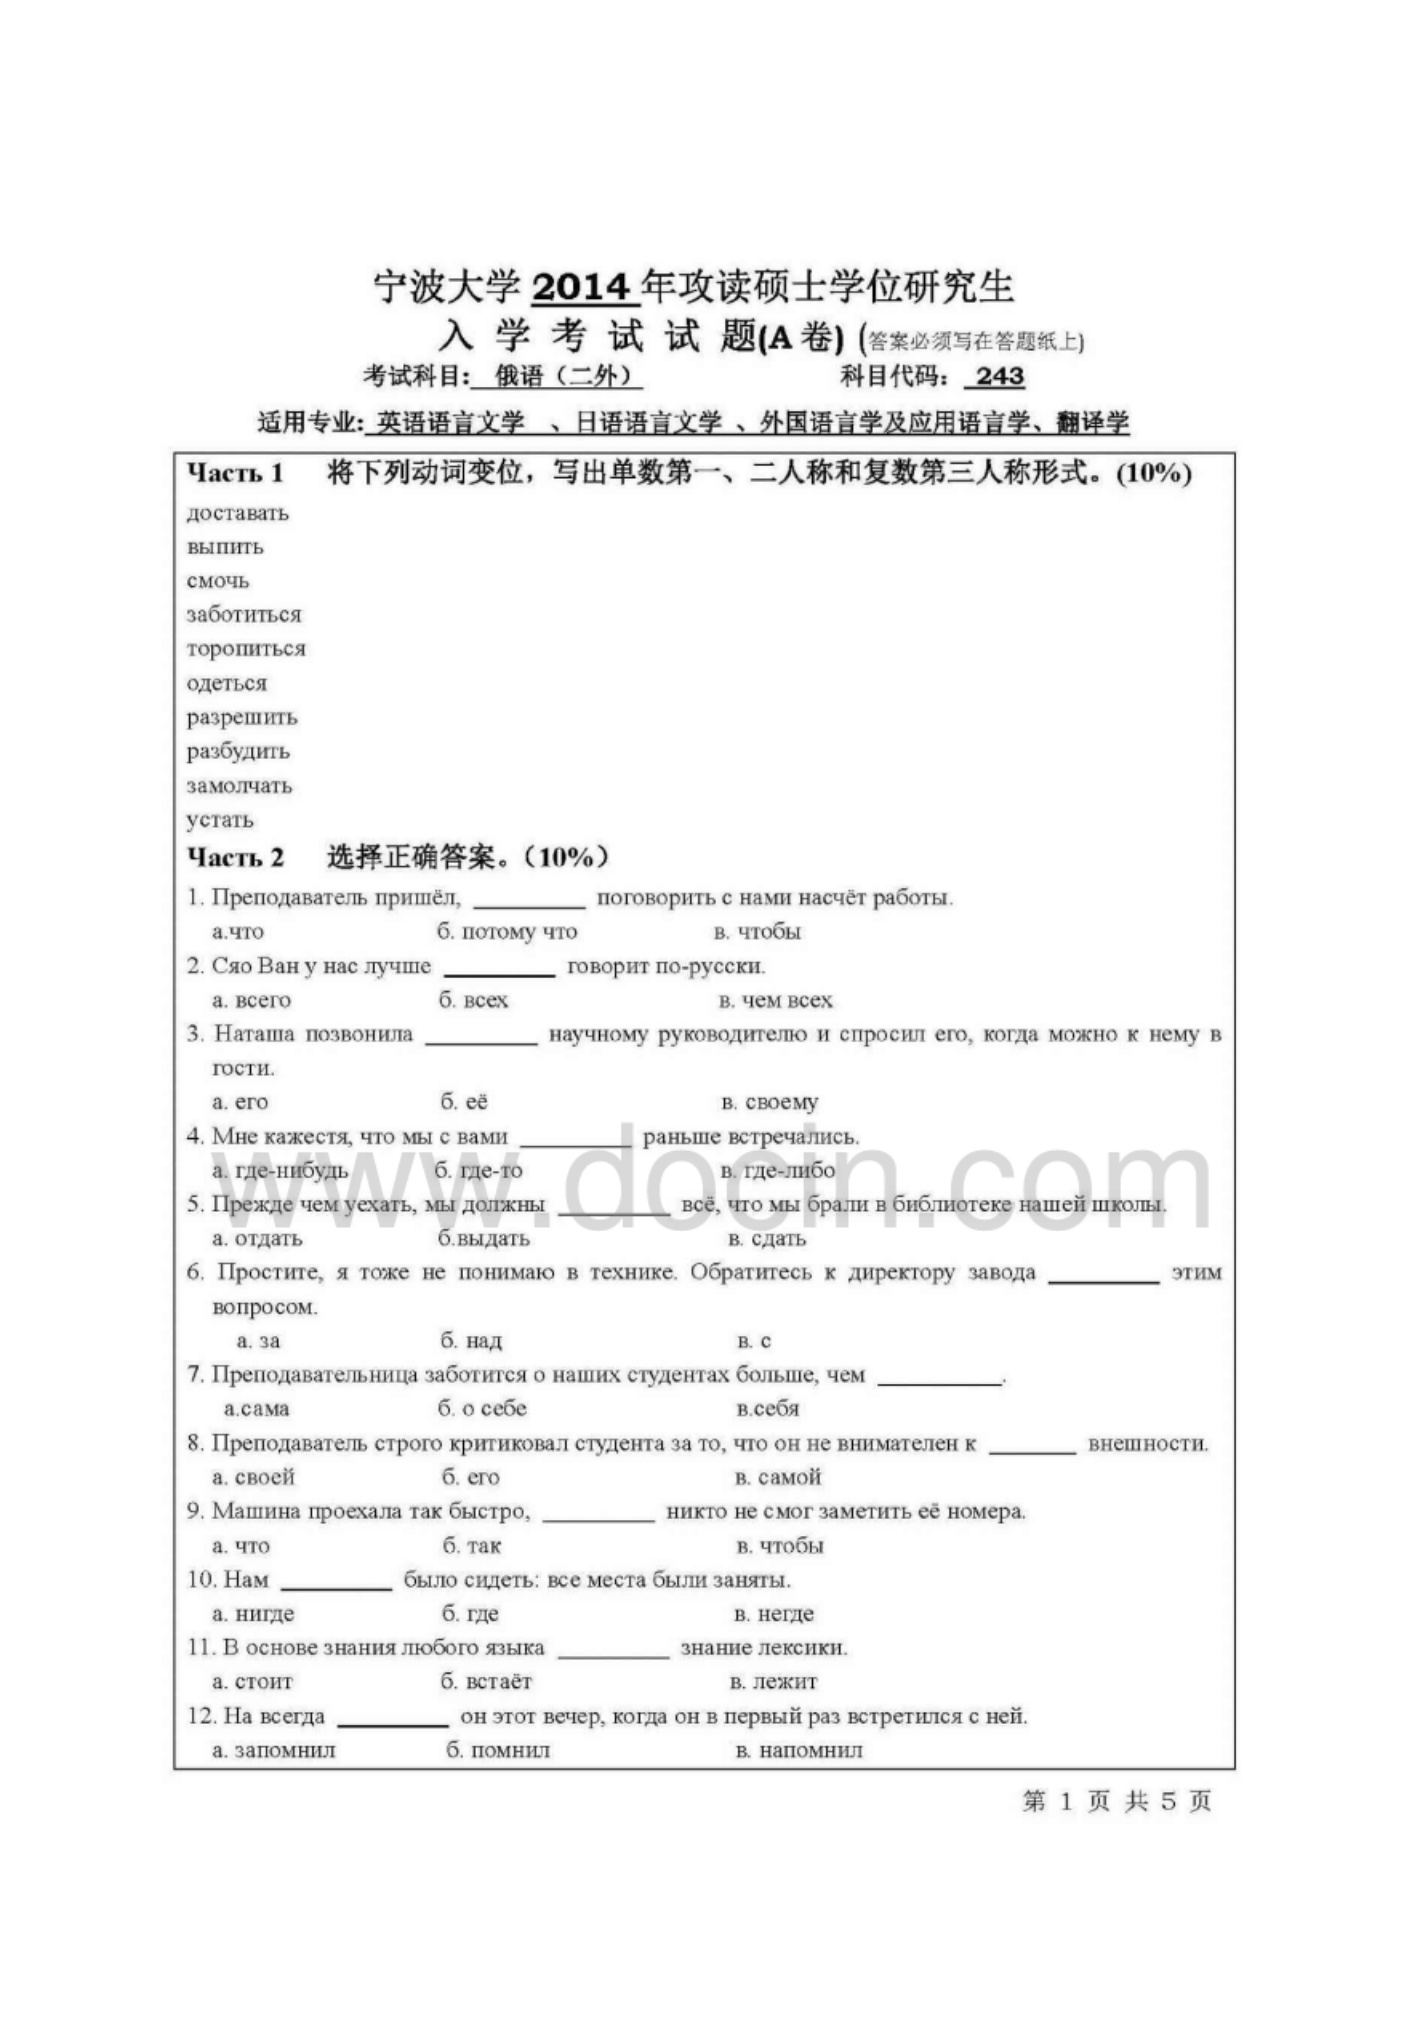 宁波大学 2014 年攻读硕士学位研究生
入 学 考 试 试 题(A 卷) (答案必须写在答题纸上)
考试科目: 俄语（二外） 科目代码: 243
适用专业: 英语语言文学 、日语语言文学 、外国语言学及应用语言学、翻译学
Часть 1 将下列动词变位，写出单数第一、二人称和复数第三人称形式。(10%)
доставать
выпить
смочь
заботиться
торопиться
одеться
разрешить
разбудить
замолчать
устать
Часть 2 选择正确答案。（10%）
1. Преподаватель пришёл, _________ поговорить с нами насчёт работы.
а.что б. потому что в. чтобы
2. Сяо Ван у нас лучше _________ говорит по-русски.
а. всего б. всех в. чем всех
3. Наташа позвонила _________ научному руководителю и спросил его, когда можно к нему в
гости.
а. его б. её в. своему
4. Мне кажестя, что мы с вами _________ раньше встречались.
а. где-нибудь б. где-то в. где-либо
5. Прежде чем уехать, мы должны _________ всё, что мы брали в библиотеке нашей школы.
а. отдать б.выдать в. сдать
6. Простите, я тоже не понимаю в технике. Обратитесь к директору завода _________ этим
вопросом.
а. за б. над в. с
7. Преподавательница заботится о наших студентах больше, чем __________.
а.сама б. о себе в.себя
8. Преподаватель строго критиковал студента за то, что он не внимателен к _______ внешности.
а. своей б. его в. самой
9. Машина проехала так быстро, _________ никто не смог заметить её номера.
а. что б. так в. чтобы
10. Нам _________ было сидеть: все места были заняты.
а. нигде б. где в. негде
11. В основе знания любого языка _________ знание лексики.
а. стоит б. встаёт в. лежит
12. На всегда _________ он этот вечер, когда он в первый раз встретился с ней.
а. запомнил б. помнил в. напомнил
www.docin.com
第 1 页 共 5 页